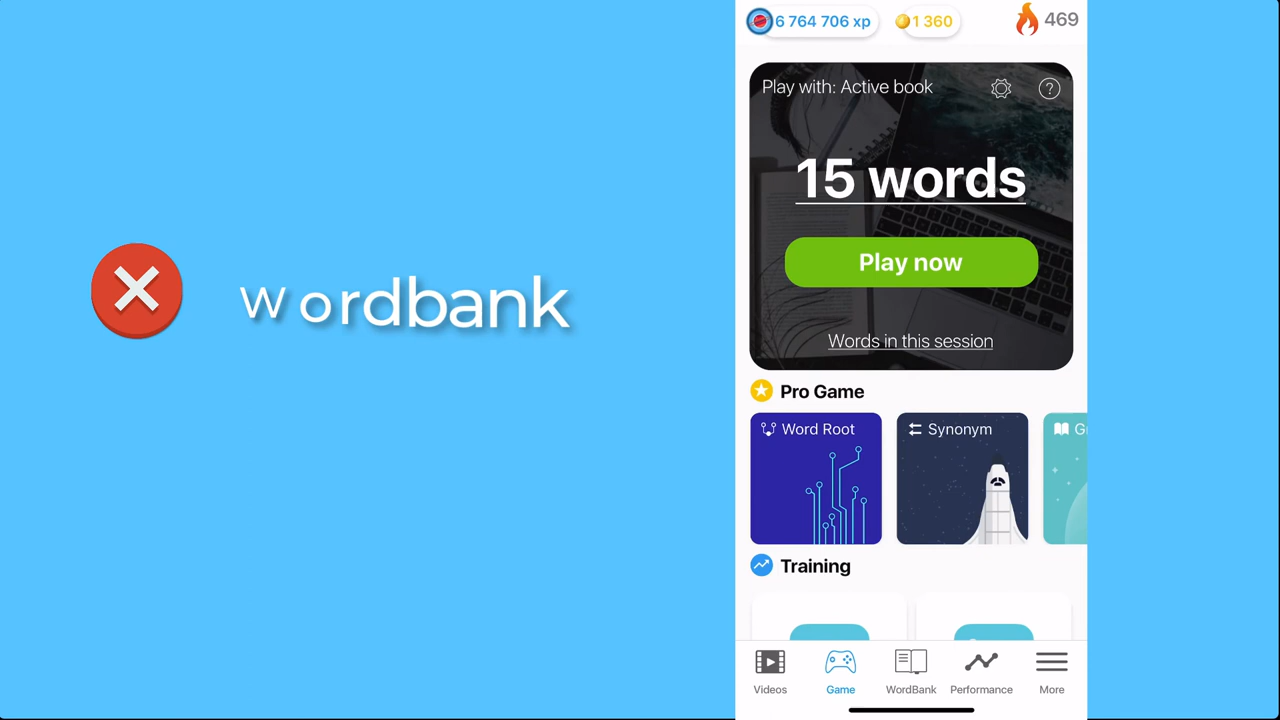 Wordbank
6 764 706 xp
1 360
469
Play with: Active book
?
15 words
Play now
Words in this session
Pro Game
Word Root
Synonym
G
Training
Videos
Game
WordBank
Performance
More